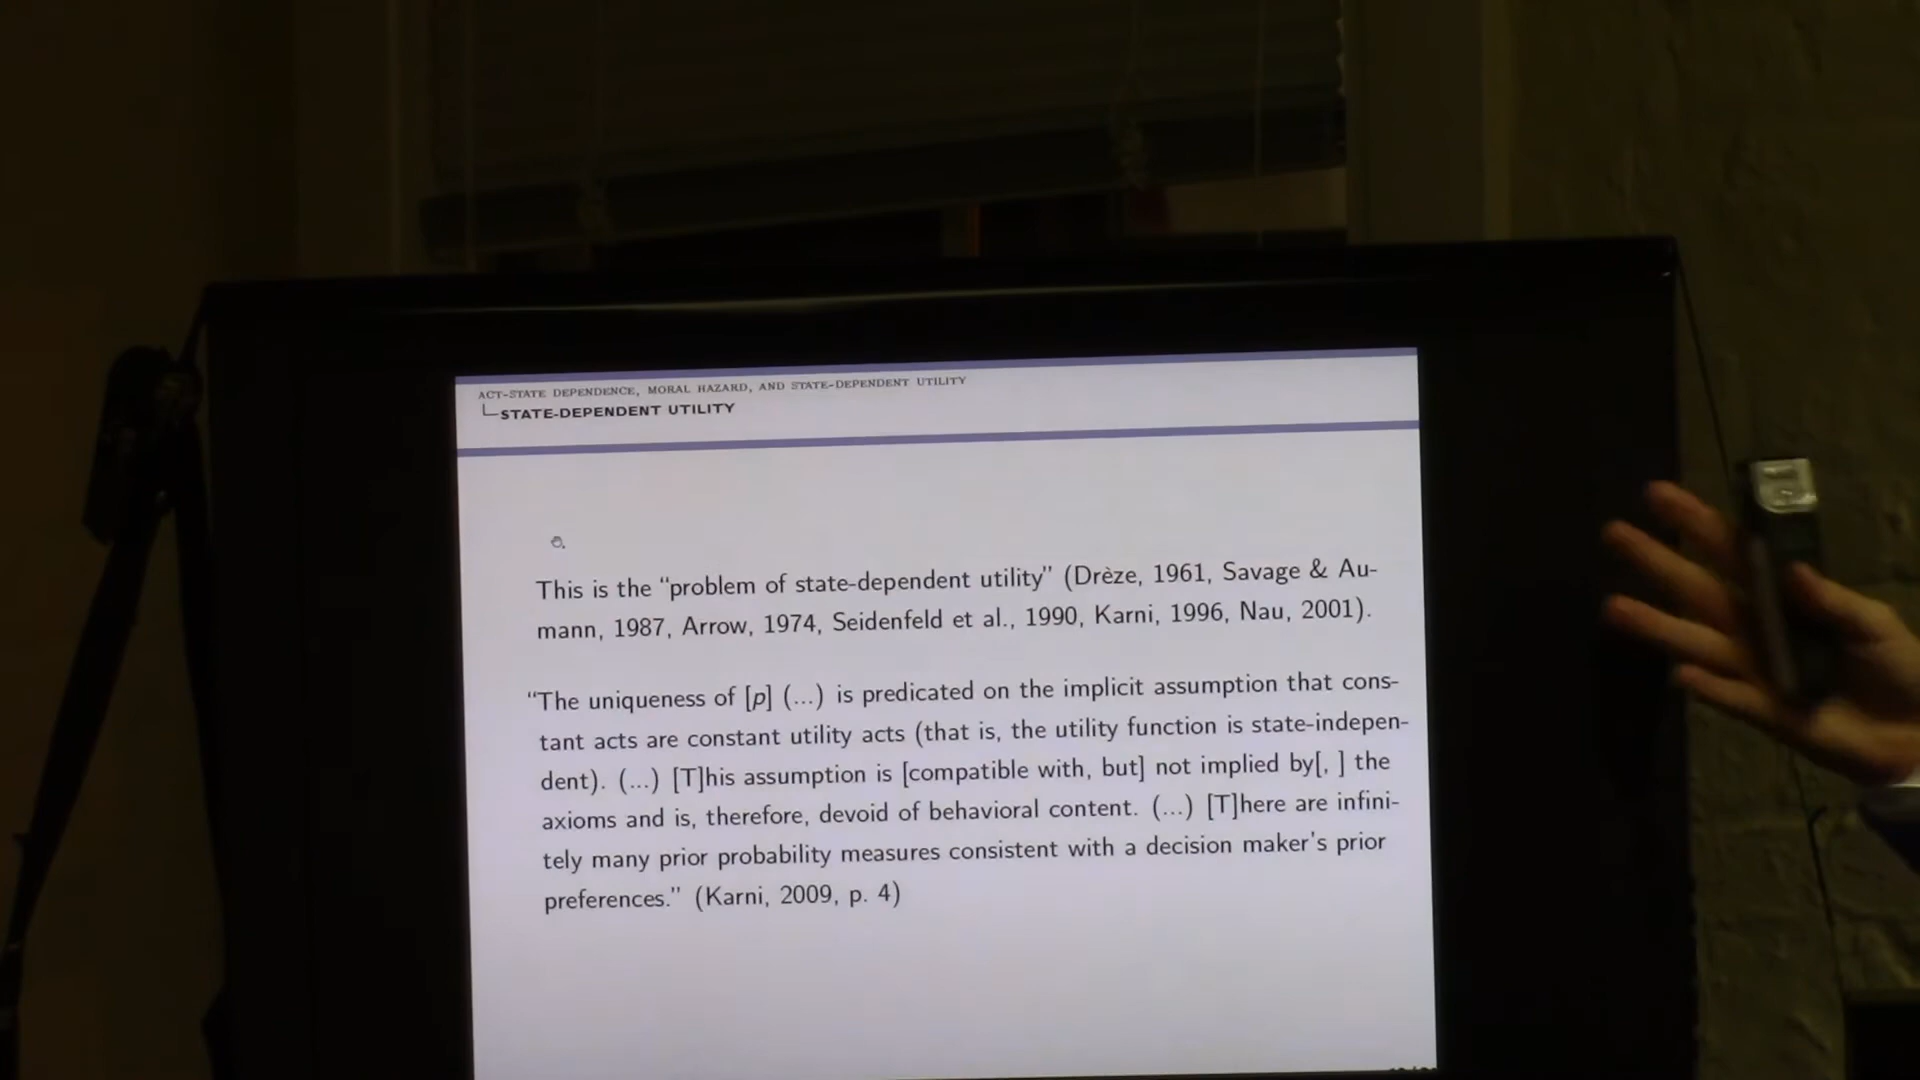 ACT-STATE DEPENDENCE, MORAL HAZARD, AND STATE-DEPENDENT UTILITY
STATE-DEPENDENT UTILITY
This is the “problem of state-dependent utility” (Drèze, 1961, Savage & Au-
mann, 1987, Arrow, 1974, Seidenfeld et al., 1990, Karni, 1996, Nau, 2001).
“The uniqueness of [p] (...) is predicated on the implicit assumption that cons-
tant acts are constant utility acts (that is, the utility function is state-indepen-
dent). (...) [T]his assumption is [compatible with, but] not implied by[, ] the
axioms and is, therefore, devoid of behavioral content. (...) [T]here are infini-
tely many prior probability measures consistent with a decision maker's prior
preferences.” (Karni, 2009, p. 4)